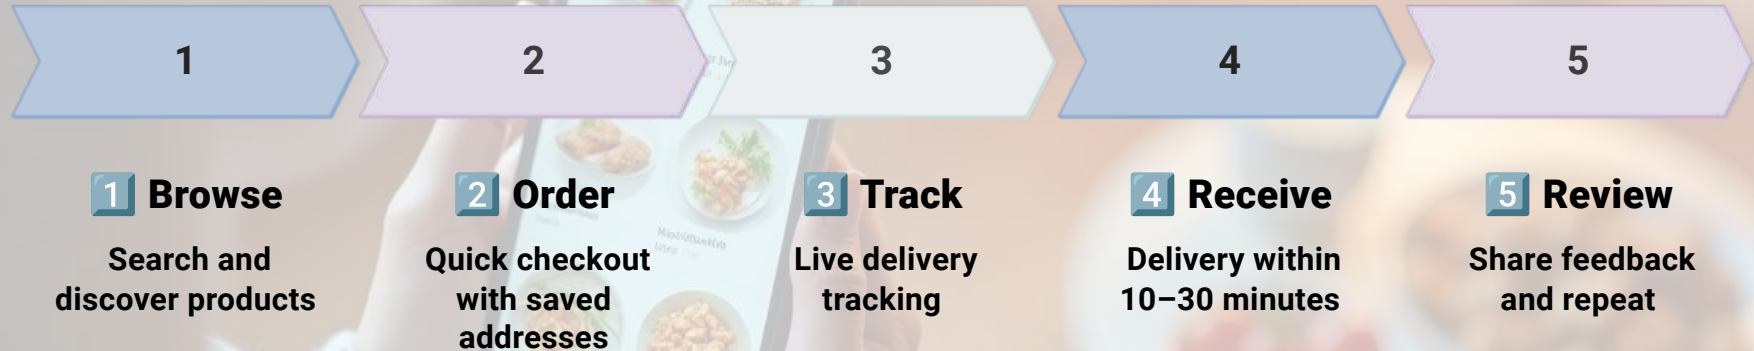 1
2
3
4
5
1 Browse
Search and
discover products
2 Order
Quick checkout
with saved
addresses
3 Track
Live delivery
tracking
4 Receive
Delivery within
10–30 minutes
5 Review
Share feedback
and repeat